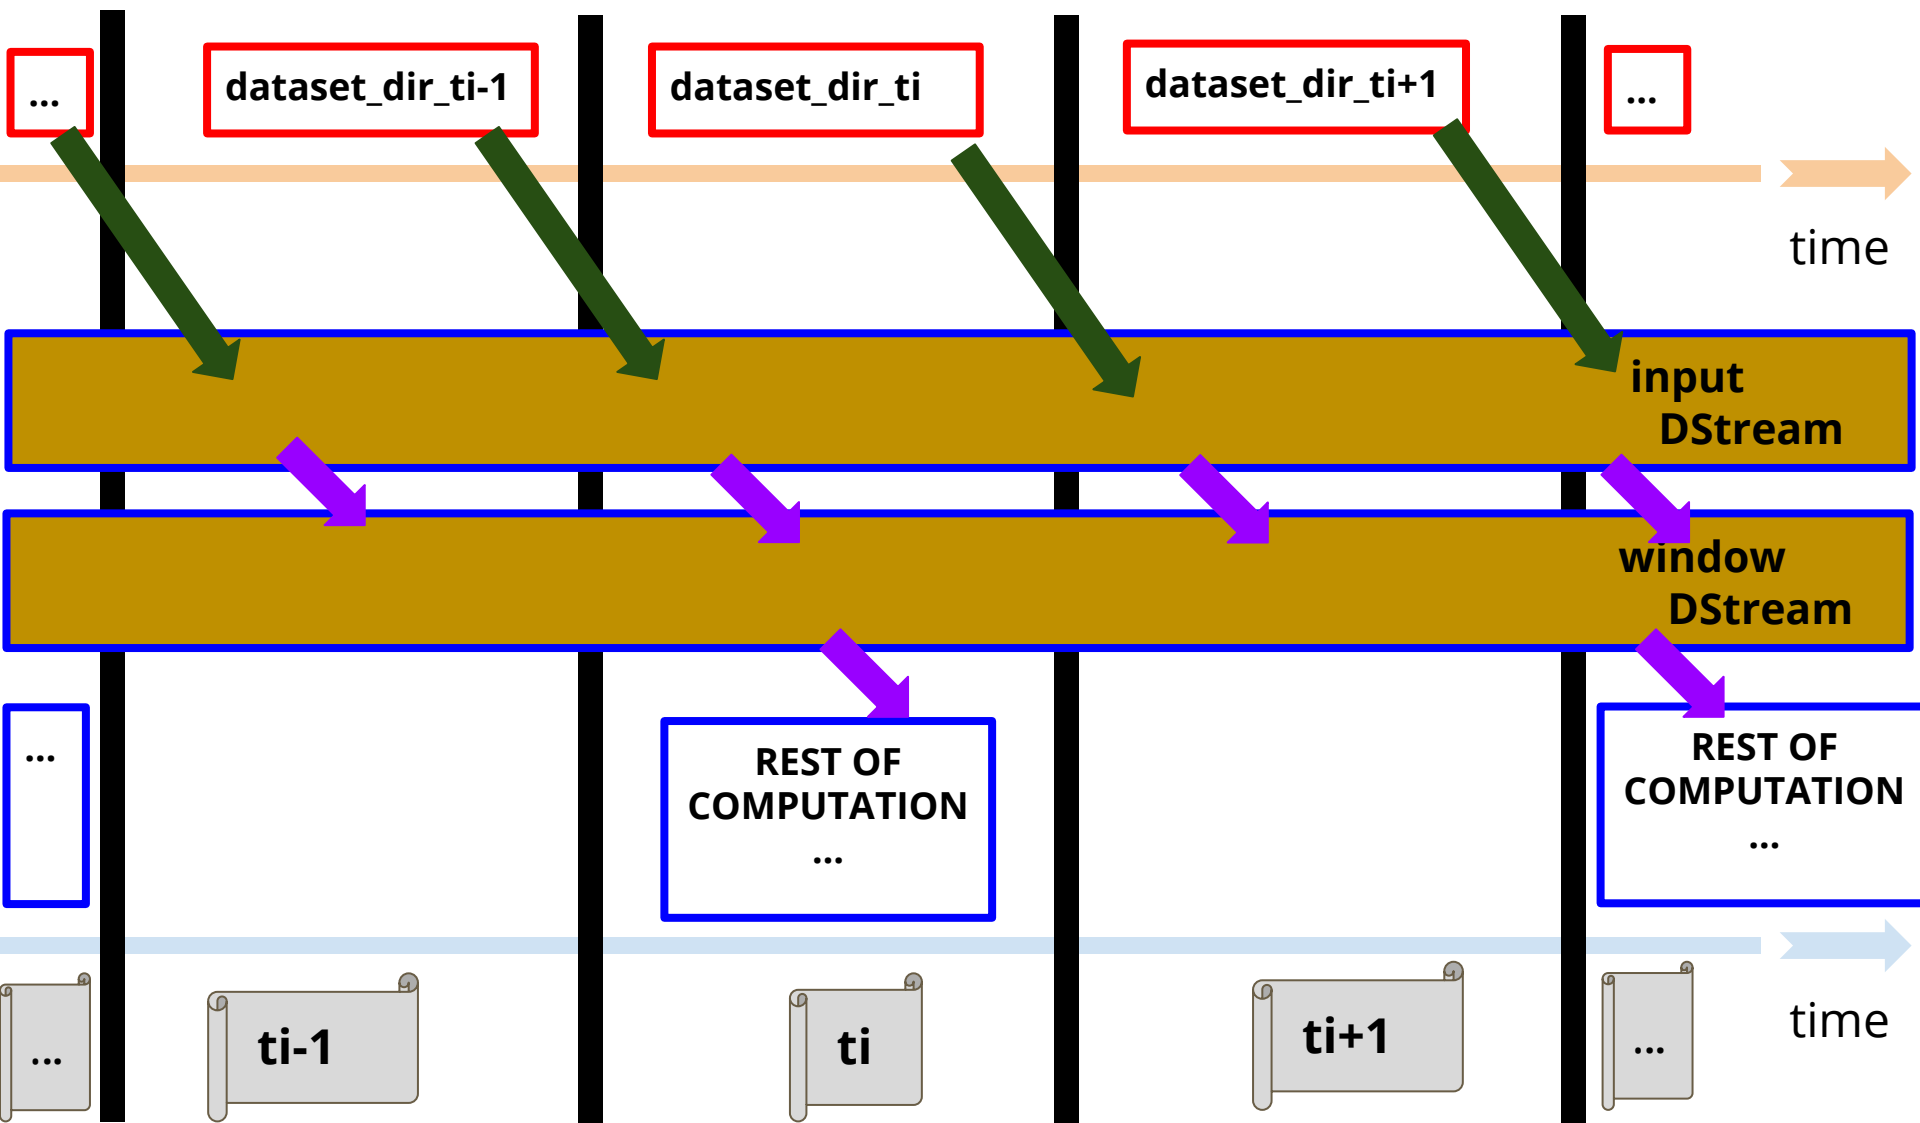 ...
dataset_dir_ti-1
dataset_dir_ti
dataset_dir_ti+1
...
time
input
DStream
window
DStream
...
REST OF
COMPUTATION
...
REST OF
COMPUTATION
...
time
...
ti-1
ti
ti+1
...